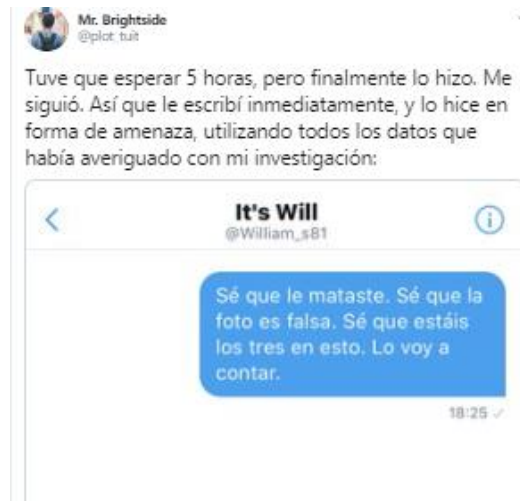 Mr. Brightside
@plot tuit
Tuve que esperar 5 horas, pero finalmente lo hizo. Me
siguió. Así que le escribí inmediatamente, y lo hice en
forma de amenaza, utilizando todos los datos que
había averiguado con mi investigación:
It's Will
@William_s81
Sé que le mataste. Sé que la
foto es falsa. Sé que estáis
los tres en esto. Lo voy a
contar.
18:25